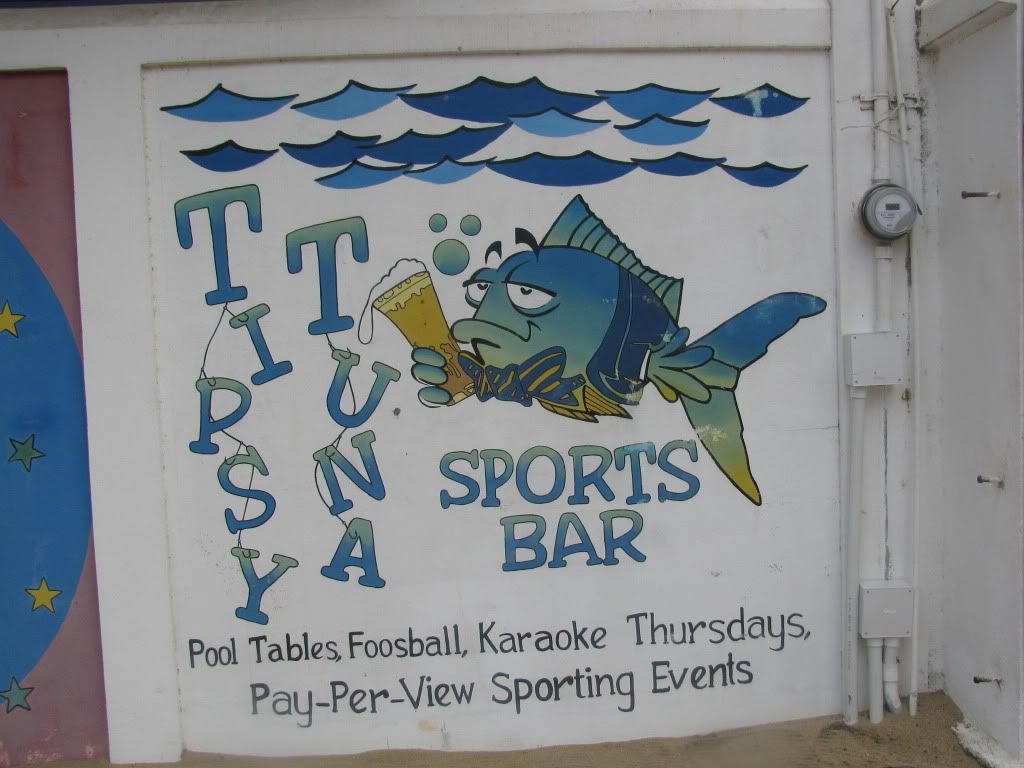 TIPSY
TUNA
SPORTS
BAR
Pool Tables, Foosball, Karaoke Thursdays,
Pay-Per-View Sporting Events